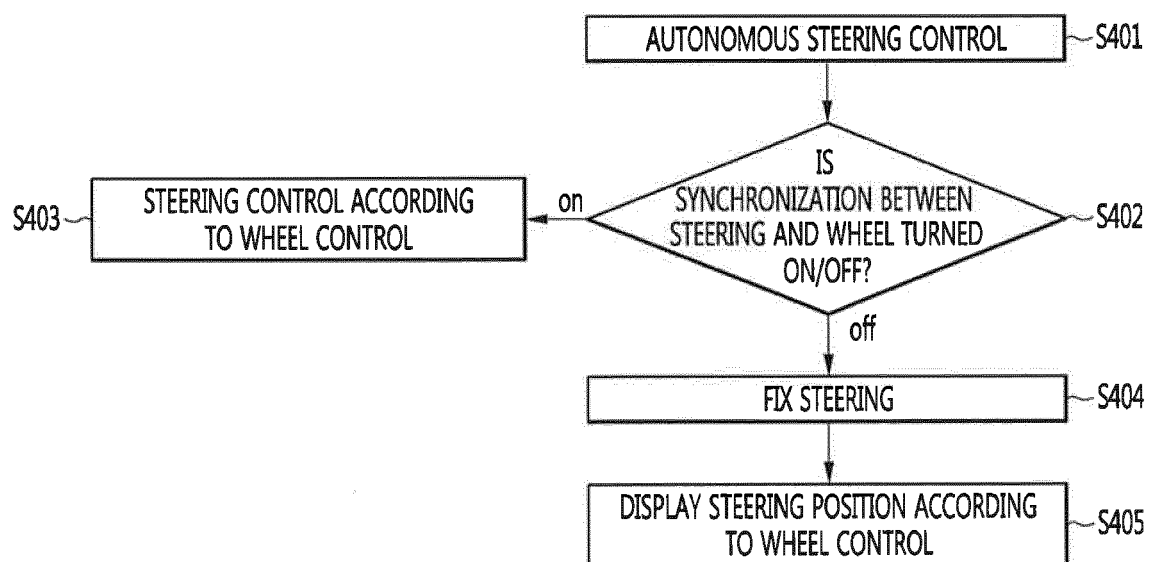 AUTONOMOUS STEERING CONTROL
S401
IS
SYNCHRONIZATION BETWEEN
STEERING AND WHEEL TURNED
ON/OFF?
S402
on
STEERING CONTROL ACCORDING
TO WHEEL CONTROL
S403
off
FIX STEERING
S404
DISPLAY STEERING POSITION ACCORDING
TO WHEEL CONTROL
S405